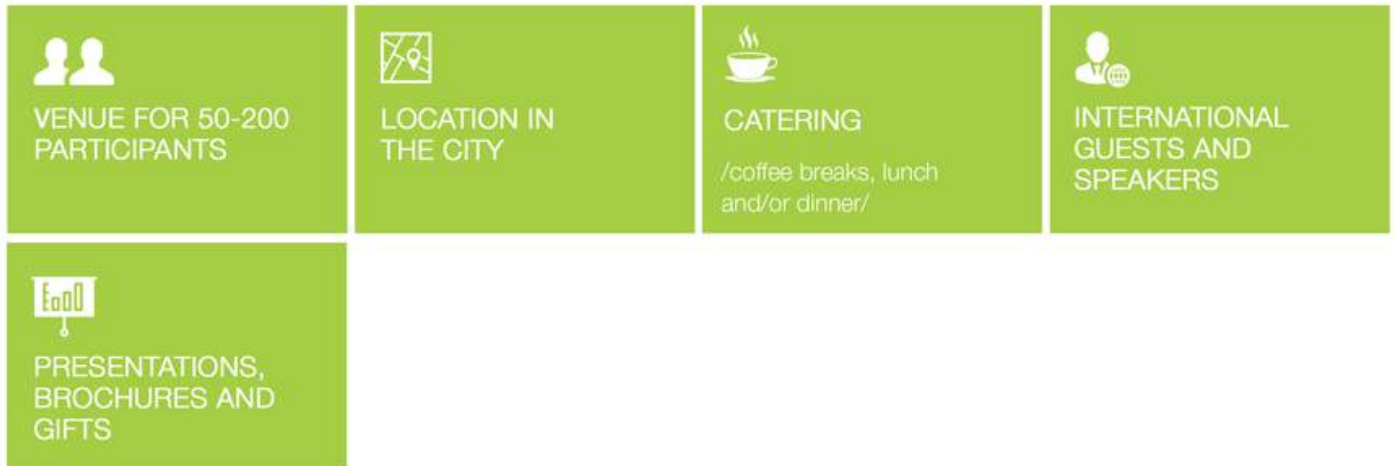 VENUE FOR 50-200
PARTICIPANTS
LOCATION IN
THE CITY
CATERING
/coffee breaks, lunch
and/or dinner/
INTERNATIONAL
GUESTS AND
SPEAKERS
PRESENTATIONS,
BROCHURES AND
GIFTS